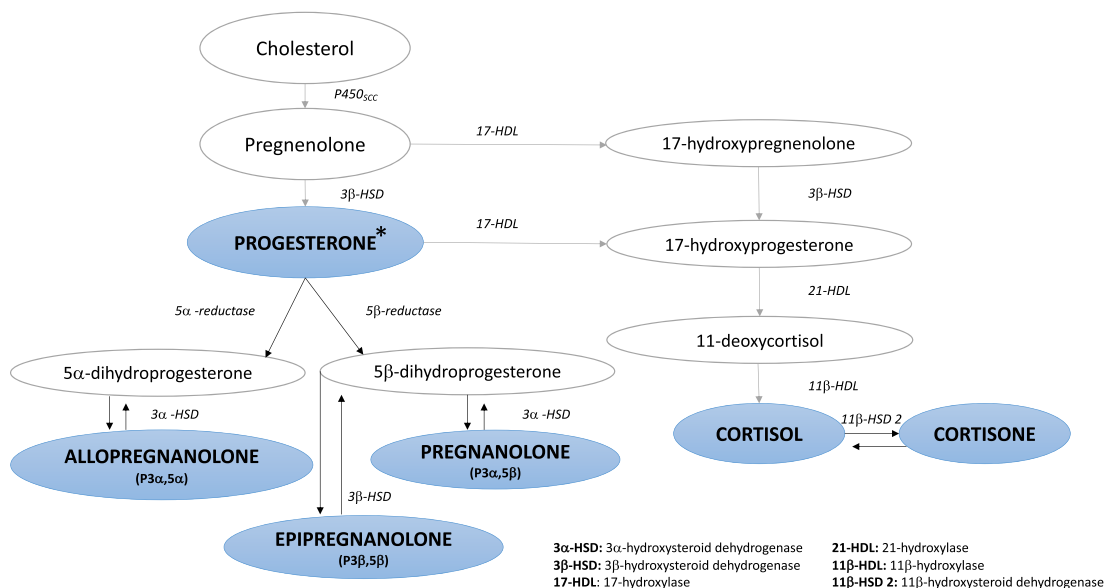 Cholesterol
P450SCC
Pregnenolone
17-HDL
17-hydroxypregnenolone
3β-HSD
3β-HSD
PROGESTERONE*
17-HDL
17-hydroxyprogesterone
5α -reductase
5β-reductase
21-HDL
11-deoxycortisol
5α-dihydroprogesterone
5β-dihydroprogesterone
11β-HDL
3α -HSD
3α -HSD
CORTISOL
11β-HSD 2
CORTISONE
ALLOPREGNANOLONE
(P3α,5α)
PREGNANOLONE
(P3α,5β)
3β-HSD
EPIPREGNANOLONE
(P3β,5β)
3α-HSD: 3α-hydroxysteroid dehydrogenase
3β-HSD: 3β-hydroxysteroid dehydrogenase
17-HDL: 17-hydroxylase
21-HDL: 21-hydroxylase
11β-HDL: 11β-hydroxylase
11β-HSD 2: 11β-hydroxysteroid dehydrogenase